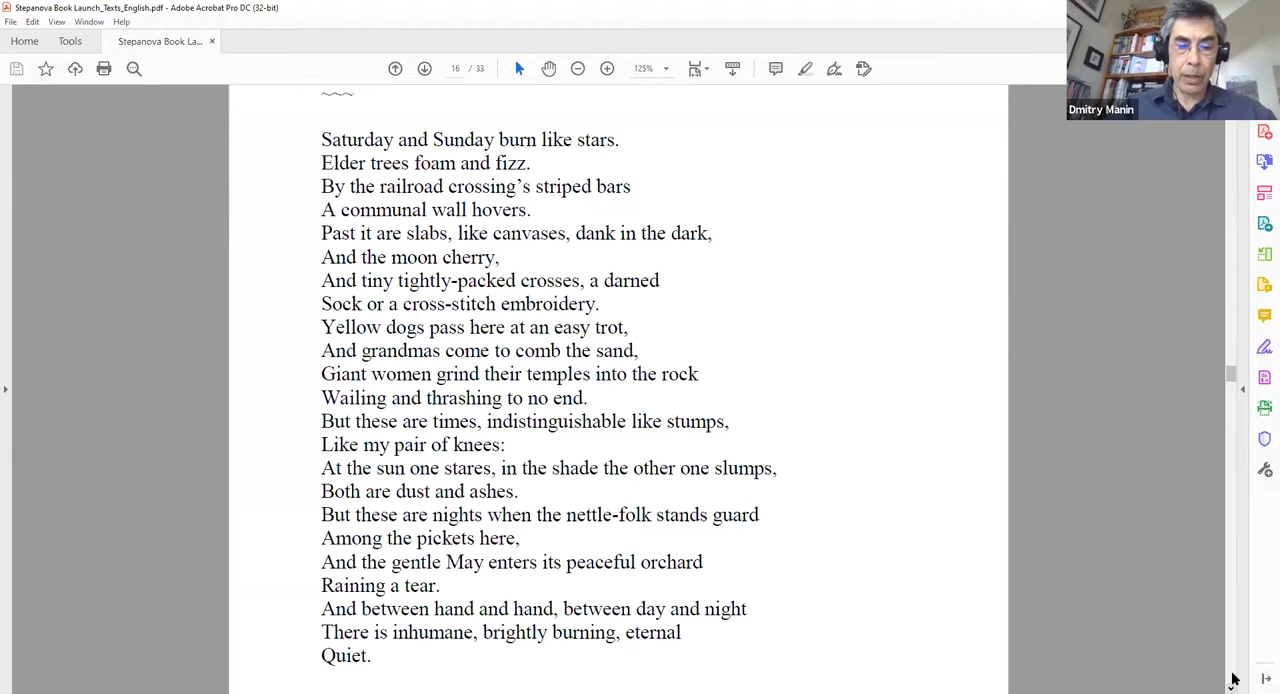 Stepanova Book Launch_Texts_English.pdf - Adobe Acrobat Pro DC (32-bit)
File Edit View Window Help
Home Tools Stepanova Book La... ×
16 / 33 125%
Dmitry Manin
~~~
Saturday and Sunday burn like stars.
Elder trees foam and fizz.
By the railroad crossing’s striped bars
A communal wall hovers.
Past it are slabs, like canvases, dank in the dark,
And the moon cherry,
And tiny tightly-packed crosses, a darned
Sock or a cross-stitch embroidery.
Yellow dogs pass here at an easy trot,
And grandmas come to comb the sand,
Giant women grind their temples into the rock
Wailing and thrashing to no end.
But these are times, indistinguishable like stumps,
Like my pair of knees:
At the sun one stares, in the shade the other one slumps,
Both are dust and ashes.
But these are nights when the nettle-folk stands guard
Among the pickets here,
And the gentle May enters its peaceful orchard
Raining a tear.
And between hand and hand, between day and night
There is inhumane, brightly burning, eternal
Quiet.